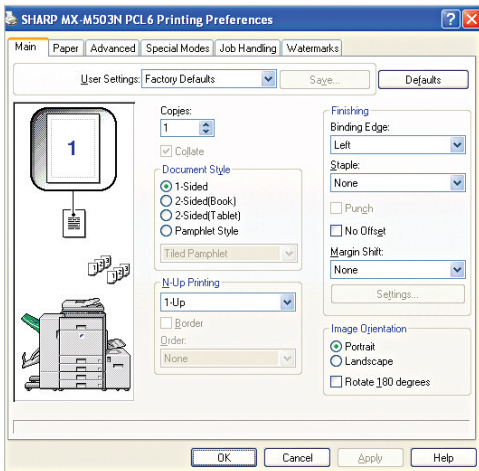 SHARP MX-M503N PCL6 Printing Preferences
Main Paper Advanced Special Modes Job Handling Watermarks
User Settings: Factory Defaults Save... Defaults
1
Copies:
1
Collate
Document Style
1-Sided
2-Sided(Book)
2-Sided(Tablet)
Pamphlet Style
Tiled Pamphlet
N-Up Printing
1-Up
Border
Order:
None
Finishing
Binding Edge:
Left
Staple:
None
Punch
No Offset
Margin Shift:
None
Settings...
Image Orientation
Portrait
Landscape
Rotate 180 degrees
OK Cancel Apply Help